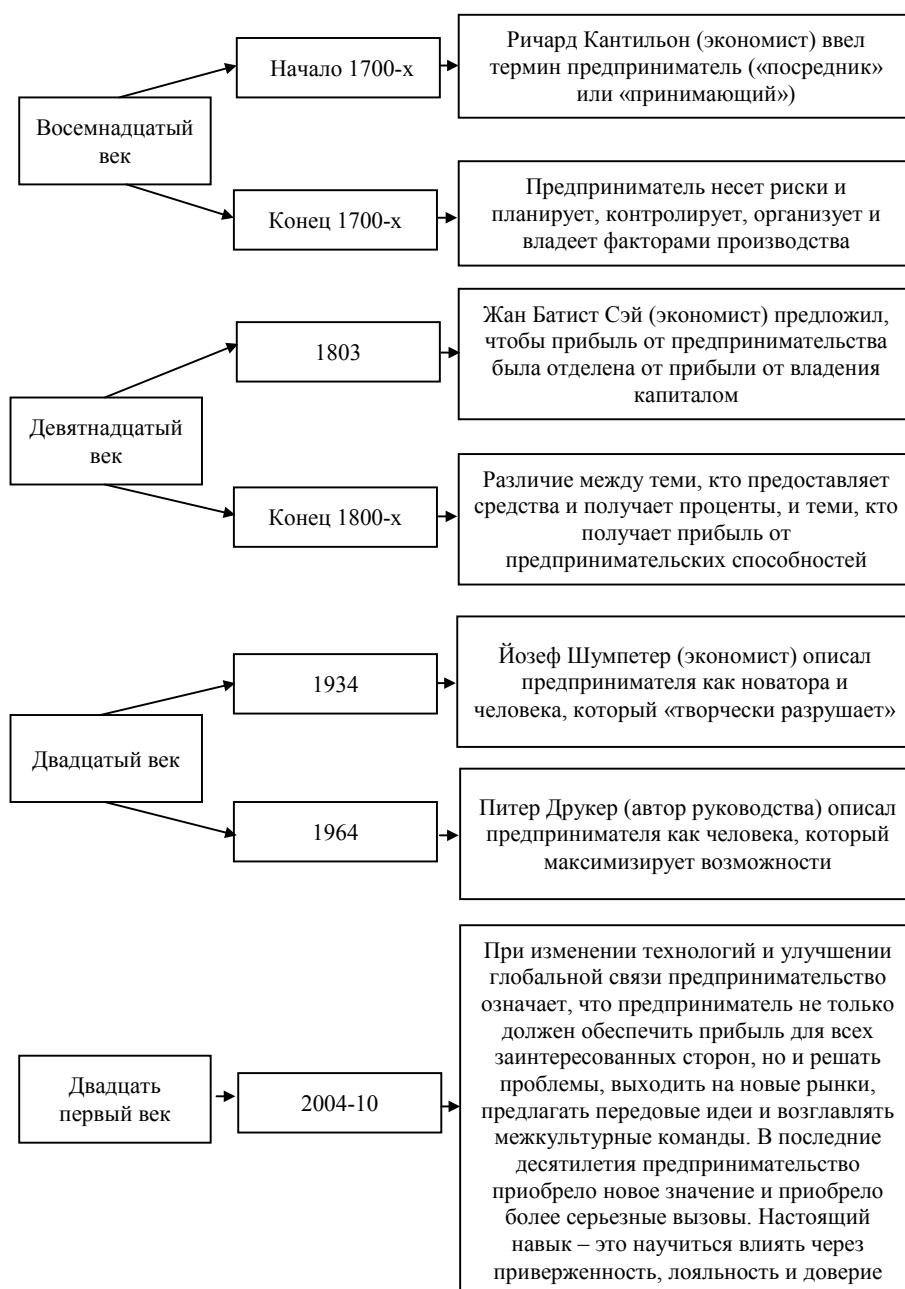 Восемнадцатый
век
Начало 1700-х
Ричард Кантильон (экономист) ввел
термин предприниматель («посредник»
или «принимающий»)
Конец 1700-х
Предприниматель несет риски и
планирует, контролирует, организует и
владеет факторами производства
Девятнадцатый
век
1803
Жан Батист Сэй (экономист) предложил,
чтобы прибыль от предпринимательства
была отделена от прибыли от владения
капиталом
Конец 1800-х
Различие между теми, кто предоставляет
средства и получает проценты, и теми, кто
получает прибыль от
предпринимательских способностей
Двадцатый век
1934
Йозеф Шумпетер (экономист) описал
предпринимателя как новатора и
человека, который «творчески разрушает»
1964
Питер Друкер (автор руководства) описал
предпринимателя как человека, который
максимизирует возможности
Двадцать
первый век
2004-10
При изменении технологий и улучшении
глобальной связи предпринимательство
означает, что предприниматель не только
должен обеспечить прибыль для всех
заинтересованных сторон, но и решать
проблемы, выходить на новые рынки,
предлагать передовые идеи и возглавлять
межкультурные команды. В последние
десятилетия предпринимательство
приобрело новое значение и приобрело
более серьезные вызовы. Настоящий
навык – это научиться влиять через
приверженность, лояльность и доверие